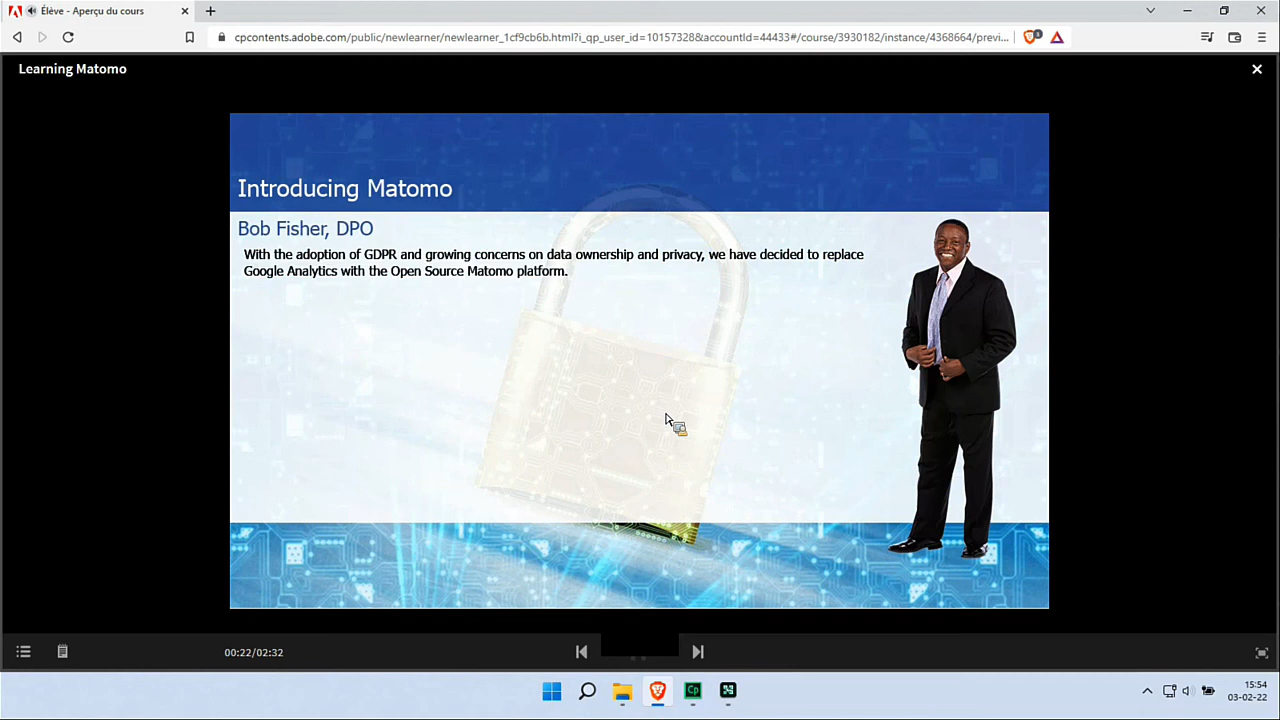 Élève - Aperçu du cours
cpcontents.adobe.com/public/newlearner/newlearner_1cf9cb6b.html?i_qp_user_id=10157328&accountId=44433#/course/3930182/instance/4368664/previ...
1
Learning Matomo
Introducing Matomo
Bob Fisher, DPO
With the adoption of GDPR and growing concerns on data ownership and privacy, we have decided to replace
Google Analytics with the Open Source Matomo platform.
00:22/02:32
Cp
15:54
03-02-22